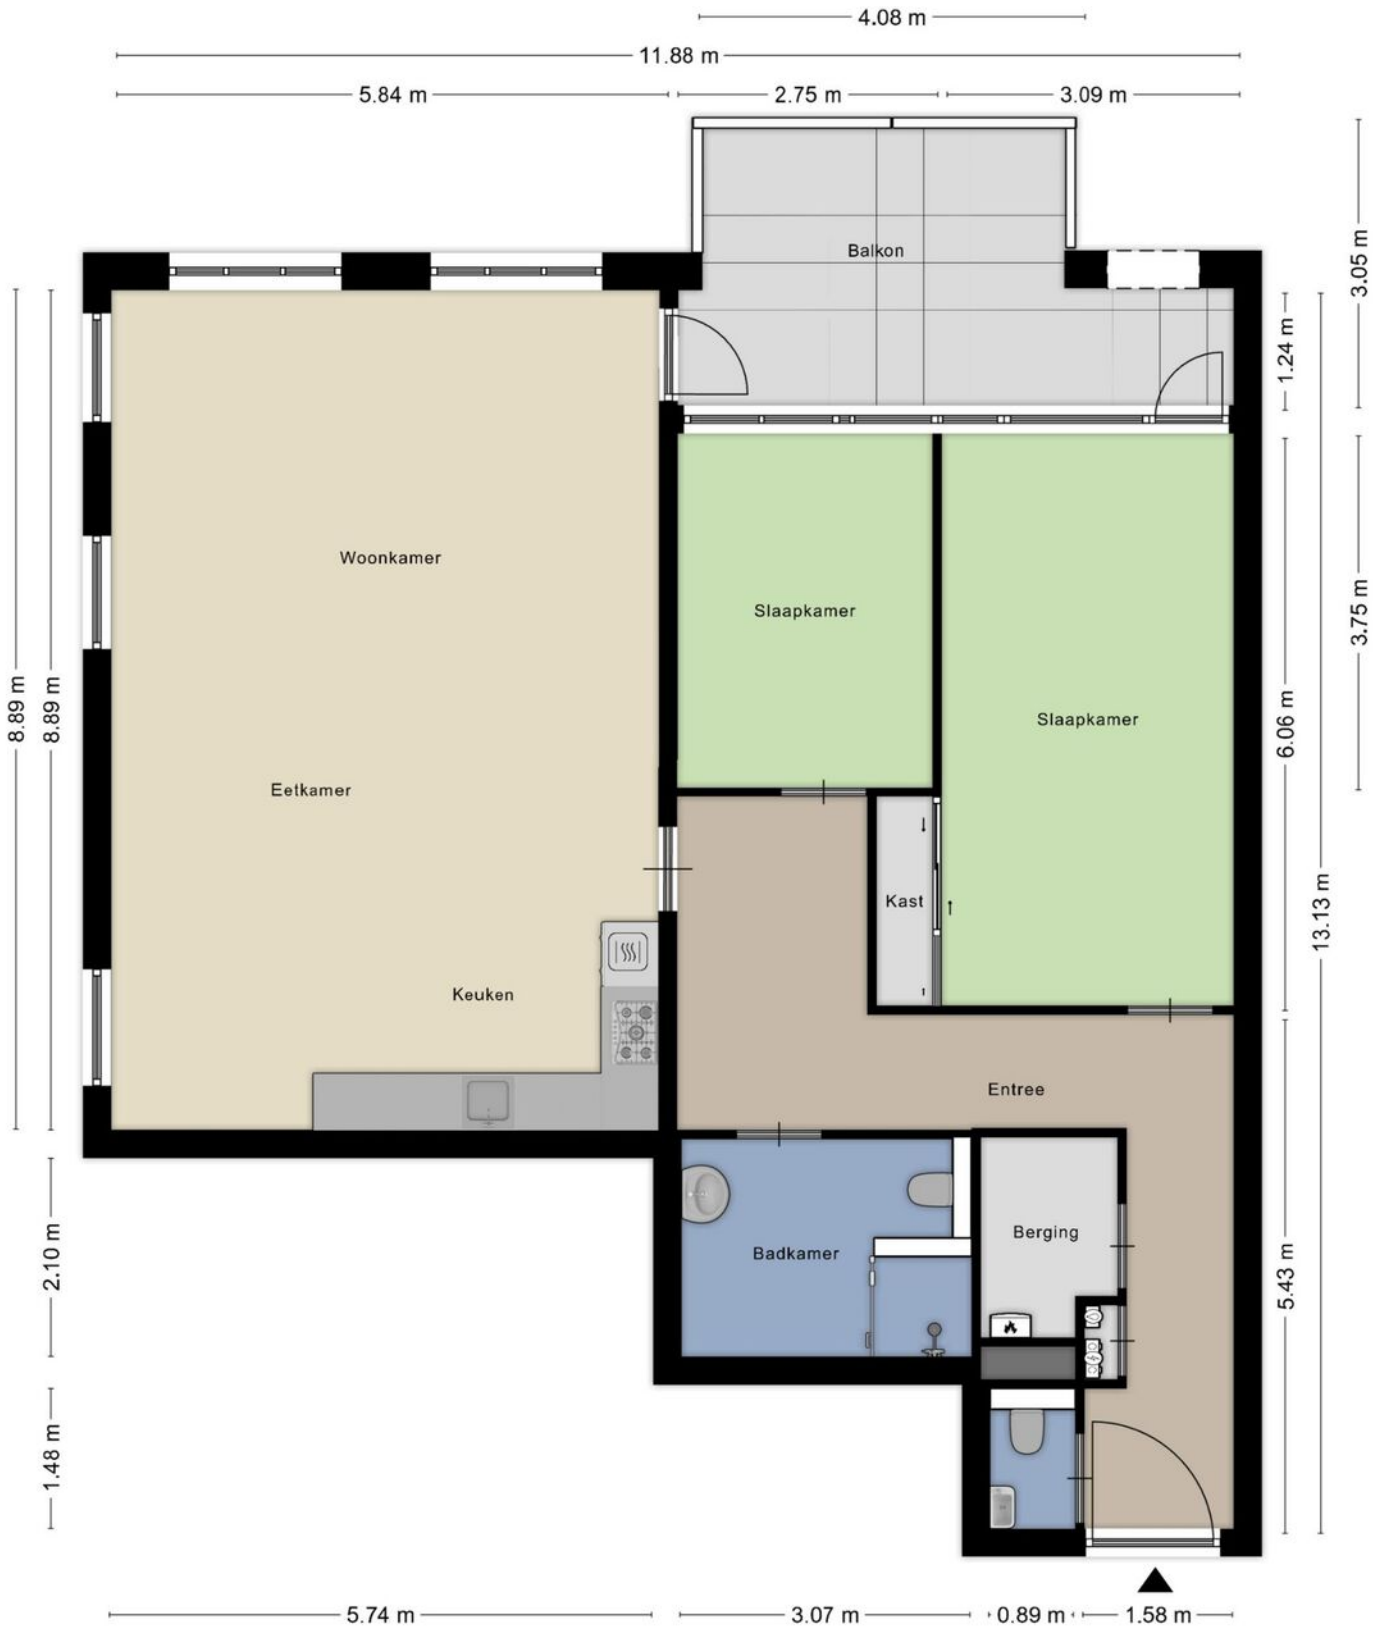 4.08 m
11.88 m
5.84 m
2.75 m
3.09 m
Balkon
3.05 m
1.24 m
Woonkamer
Slaapkamer
3.75 m
8.89 m
8.89 m
Slaapkamer
6.06 m
Eetkamer
Kast
13.13 m
Keuken
Entree
2.10 m
Badkamer
Berging
5.43 m
1.48 m
5.74 m
3.07 m
0.89 m
1.58 m